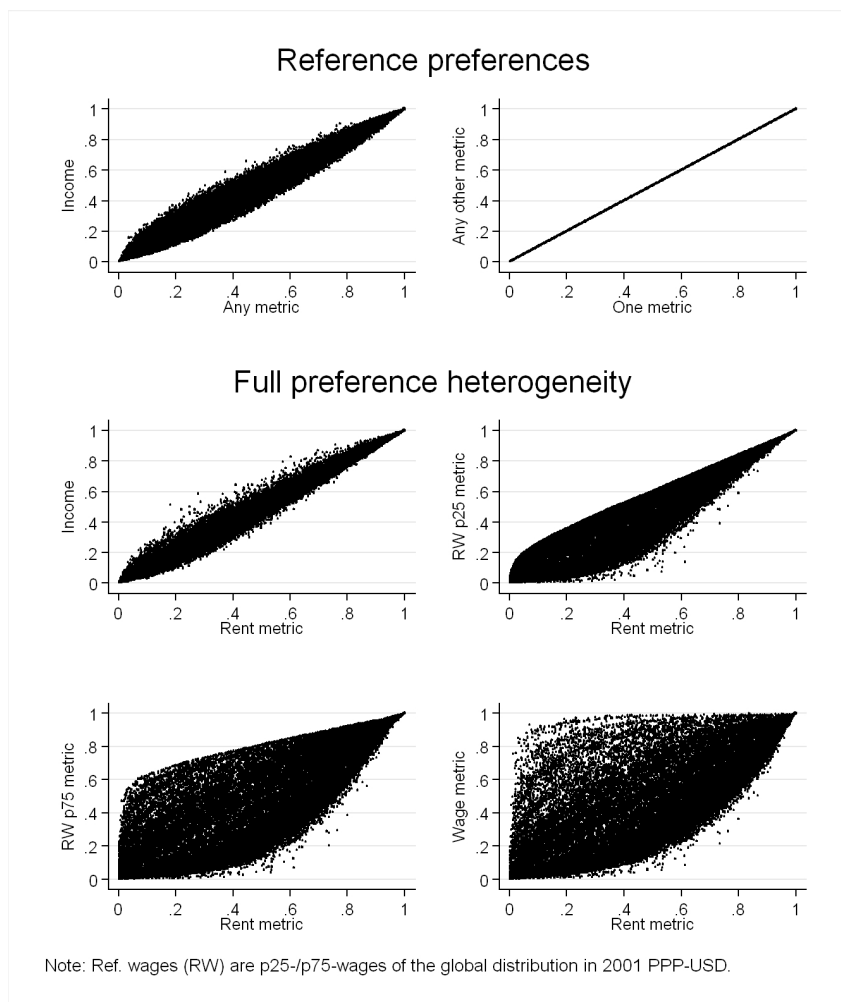 Reference preferences
1
.8
.6
.4
.2
0
Income
0 .2 .4 .6 .8 1
Any metric
1
.8
.6
.4
.2
0
Any other metric
0 .2 .4 .6 .8 1
One metric
Full preference heterogeneity
1
.8
.6
.4
.2
0
Income
0 .2 .4 .6 .8 1
Rent metric
1
.8
.6
.4
.2
0
RW p25 metric
0 .2 .4 .6 .8 1
Rent metric
1
.8
.6
.4
.2
0
RW p75 metric
0 .2 .4 .6 .8 1
Rent metric
1
.8
.6
.4
.2
0
Wage metric
0 .2 .4 .6 .8 1
Rent metric
Note: Ref. wages (RW) are p25-/p75-wages of the global distribution in 2001 PPP-USD.